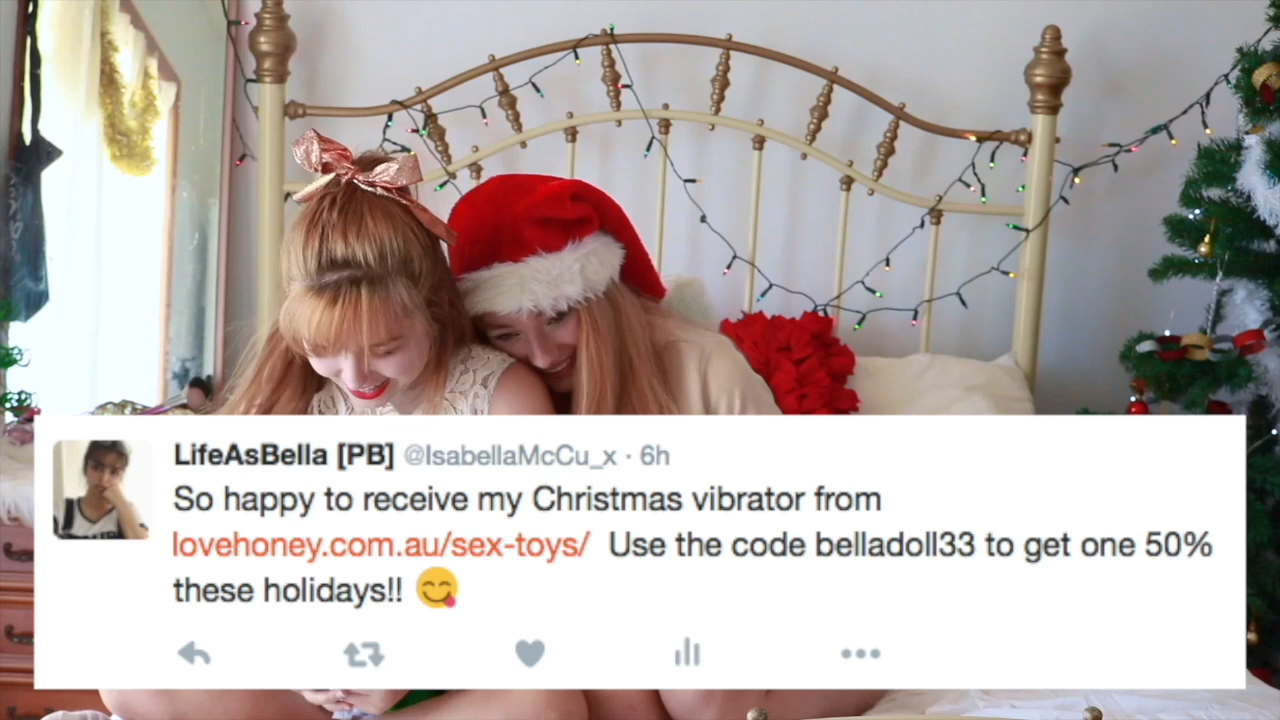 LifeAsBella [PB] @IsabellaMcCu_x · 6h
So happy to receive my Christmas vibrator from
lovehoney.com.au/sex-toys/ Use the code belladoll33 to get one 50%
these holidays!! 😋